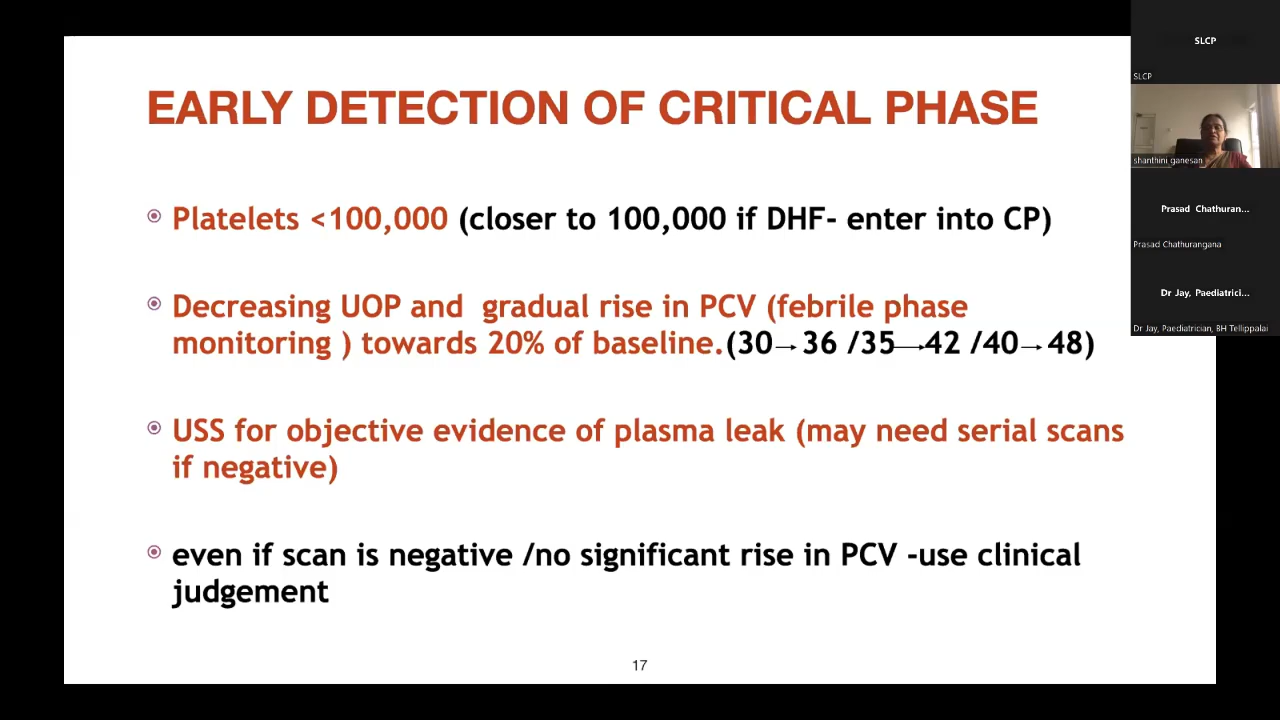 EARLY DETECTION OF CRITICAL PHASE
Platelets <100,000 (closer to 100,000 if DHF- enter into CP)
Decreasing UOP and gradual rise in PCV (febrile phase
monitoring ) towards 20% of baseline.(30→36 /35→42 /40→48)
USS for objective evidence of plasma leak (may need serial scans
if negative)
even if scan is negative /no significant rise in PCV -use clinical
judgement
17
SLCP
SLCP
shanthini ganesan
Prasad Chathuran...
Prasad Chathurangana
Dr Jay, Paediatrici...
Dr Jay, Paediatrician, BH Tellippalai